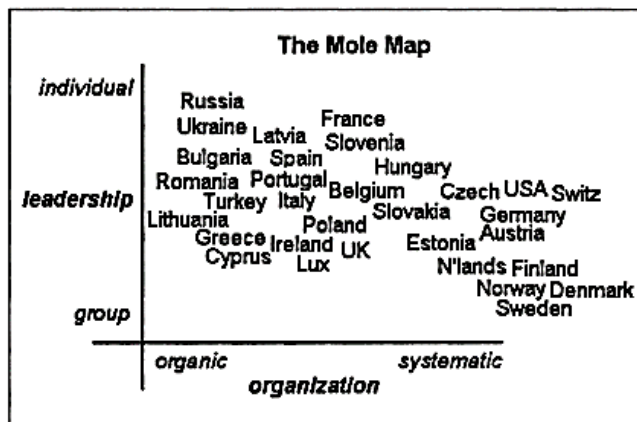 The Mole Map
individual
Russia
France
Ukraine
Latvia
Slovenia
Bulgaria
Spain
Hungary
Romania
Portugal
leadership
Turkey
Italy
Belgium
Czech
USA
Switz
Lithuania
Slovakia
Germany
Poland
Austria
Greece
Ireland
UK
Estonia
Cyprus
Lux
N'lands
Finland
group
Norway
Denmark
Sweden
organic
systematic
organization